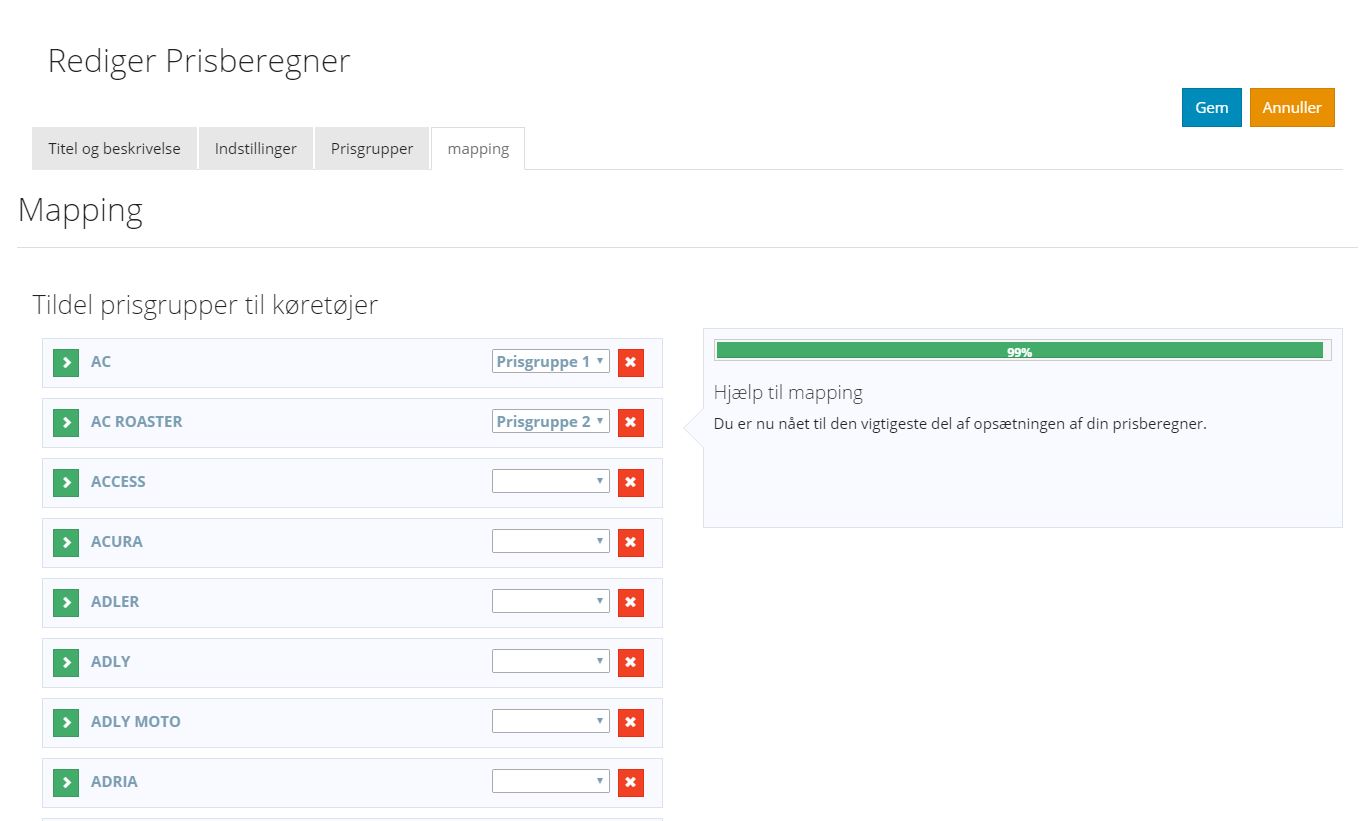 Rediger Prisberegner
Gem Annuller
Titel og beskrivelse Indstillinger Prisgrupper mapping
Mapping
Tildel prisgrupper til køretøjer
AC Prisgruppe 1
AC ROASTER Prisgruppe 2
ACCESS
ACURA
ADLER
ADLY
ADLY MOTO
ADRIA
99%
Hjælp til mapping
Du er nu nået til den vigtigeste del af opsætningen af din prisberegner.